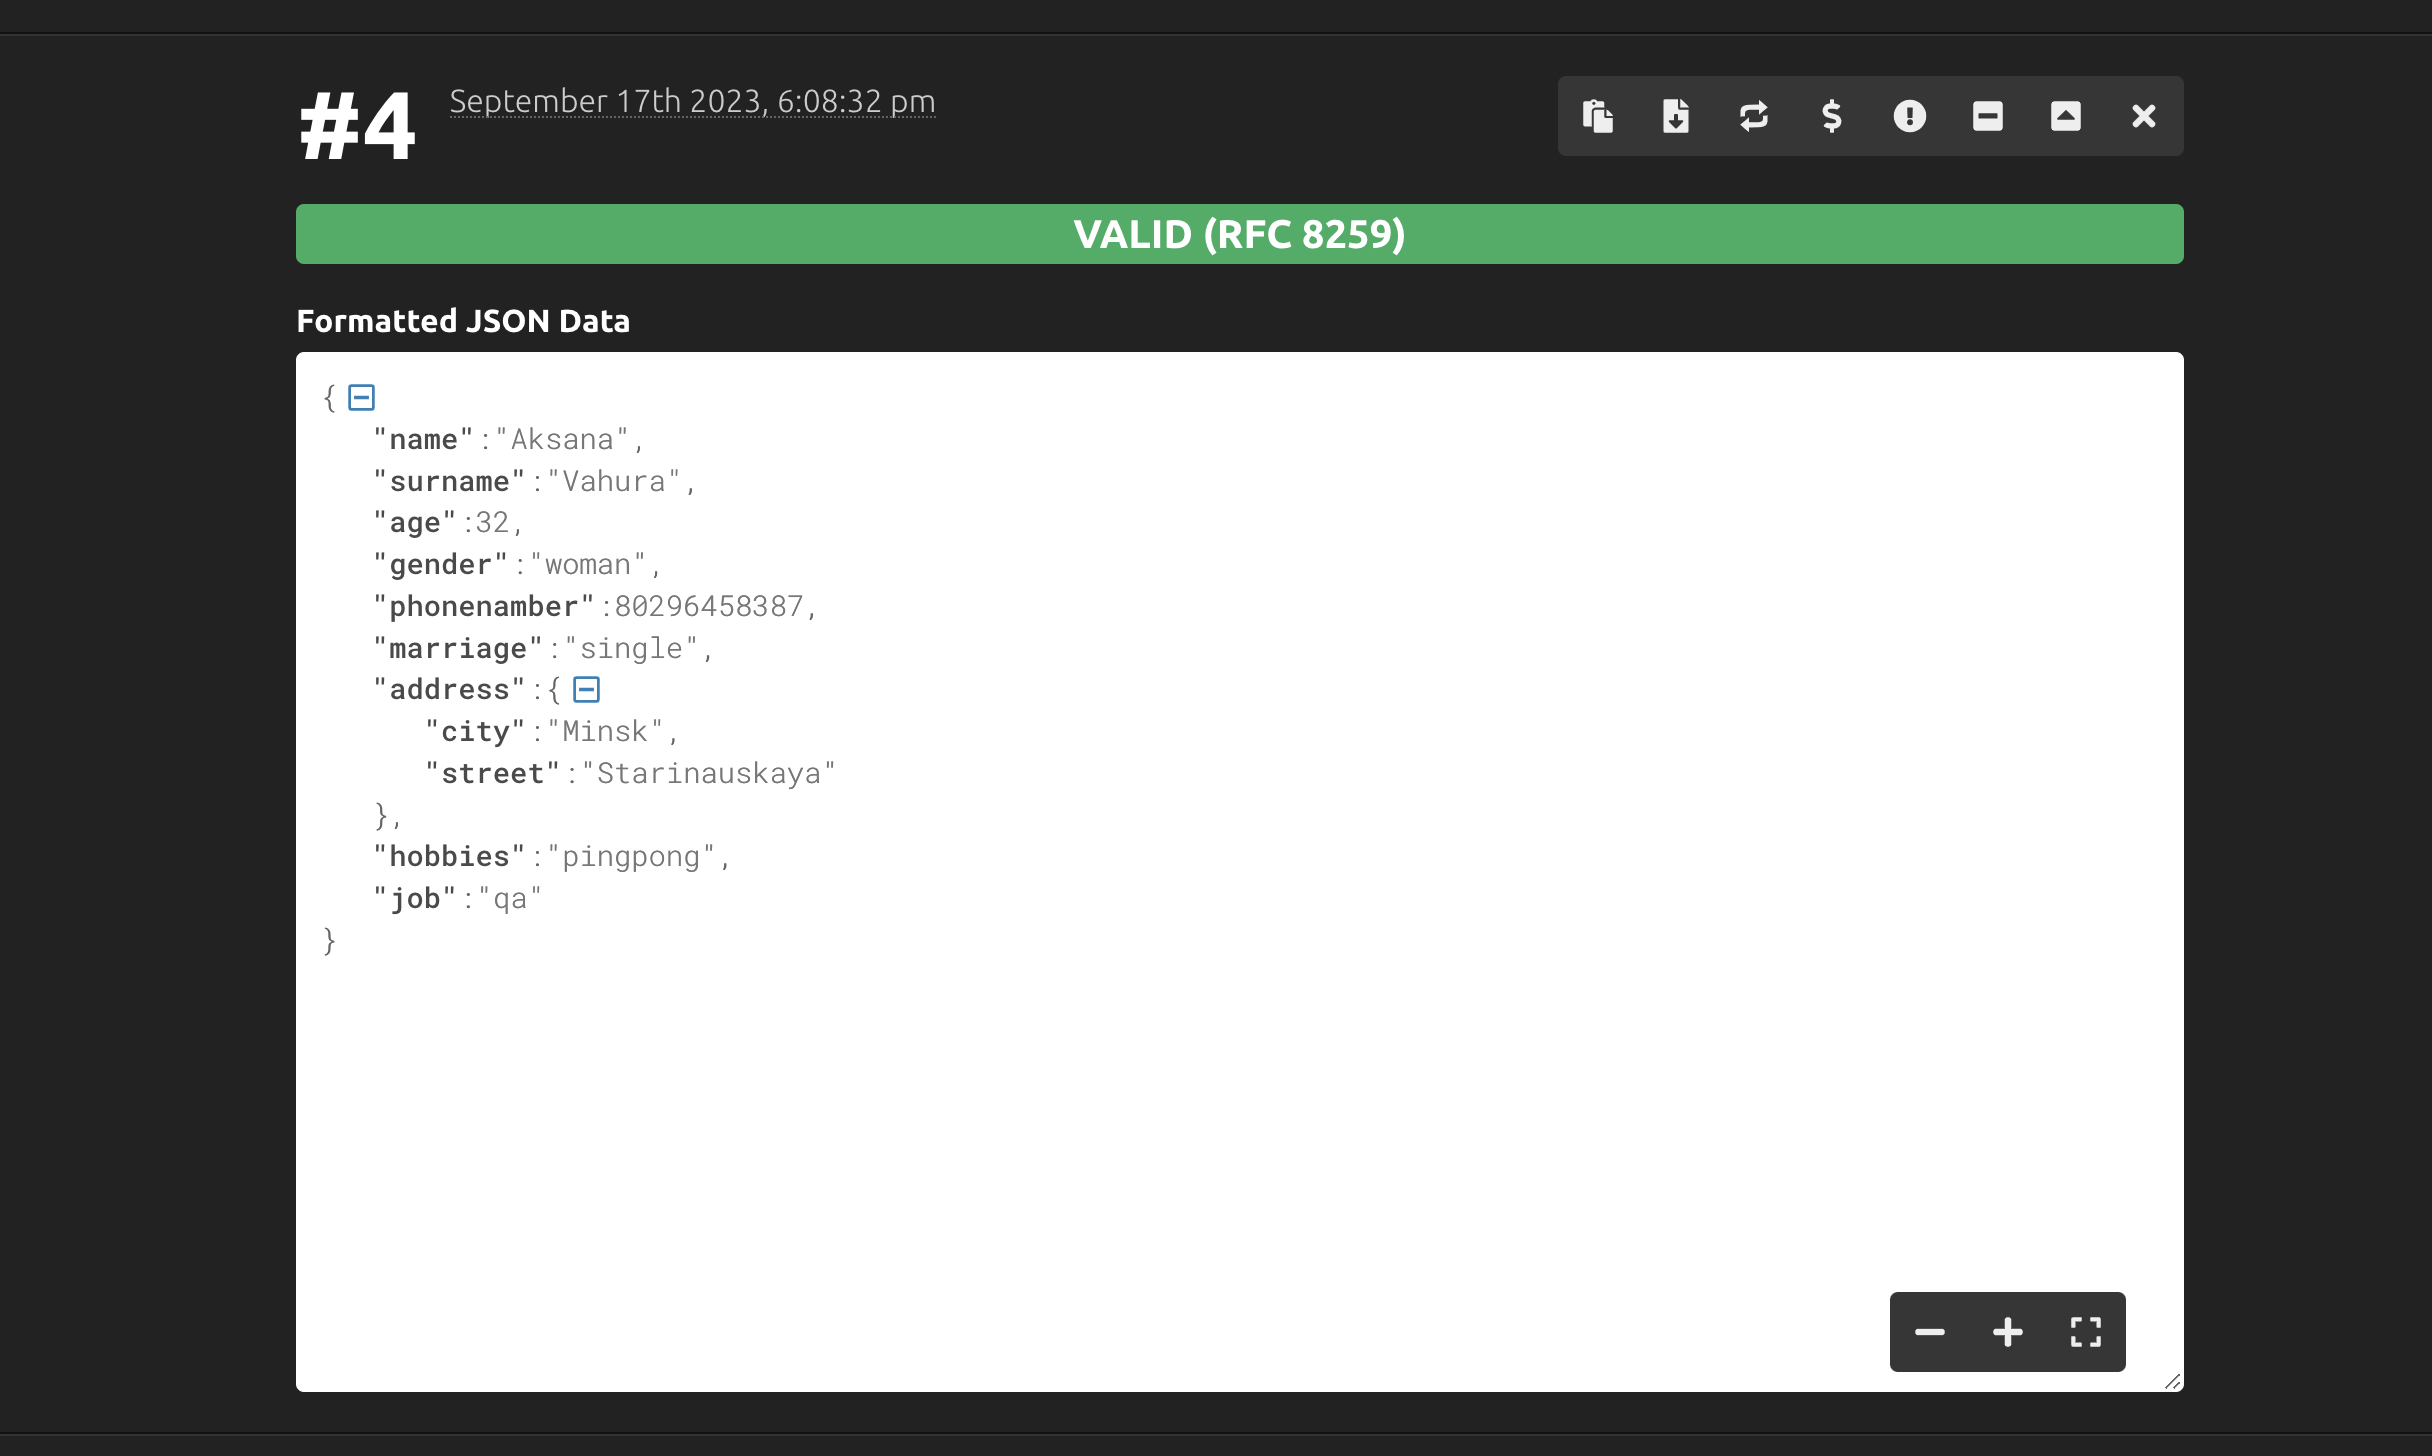 #4 September 17th 2023, 6:08:32 pm
VALID (RFC 8259)
Formatted JSON Data
{
"name":"Aksana",
"surname":"Vahura",
"age":32,
"gender":"woman",
"phonenamber":80296458387,
"marriage":"single",
"address":{
"city":"Minsk",
"street":"Starinauskaya"
},
"hobbies":"pingpong",
"job":"qa"
}